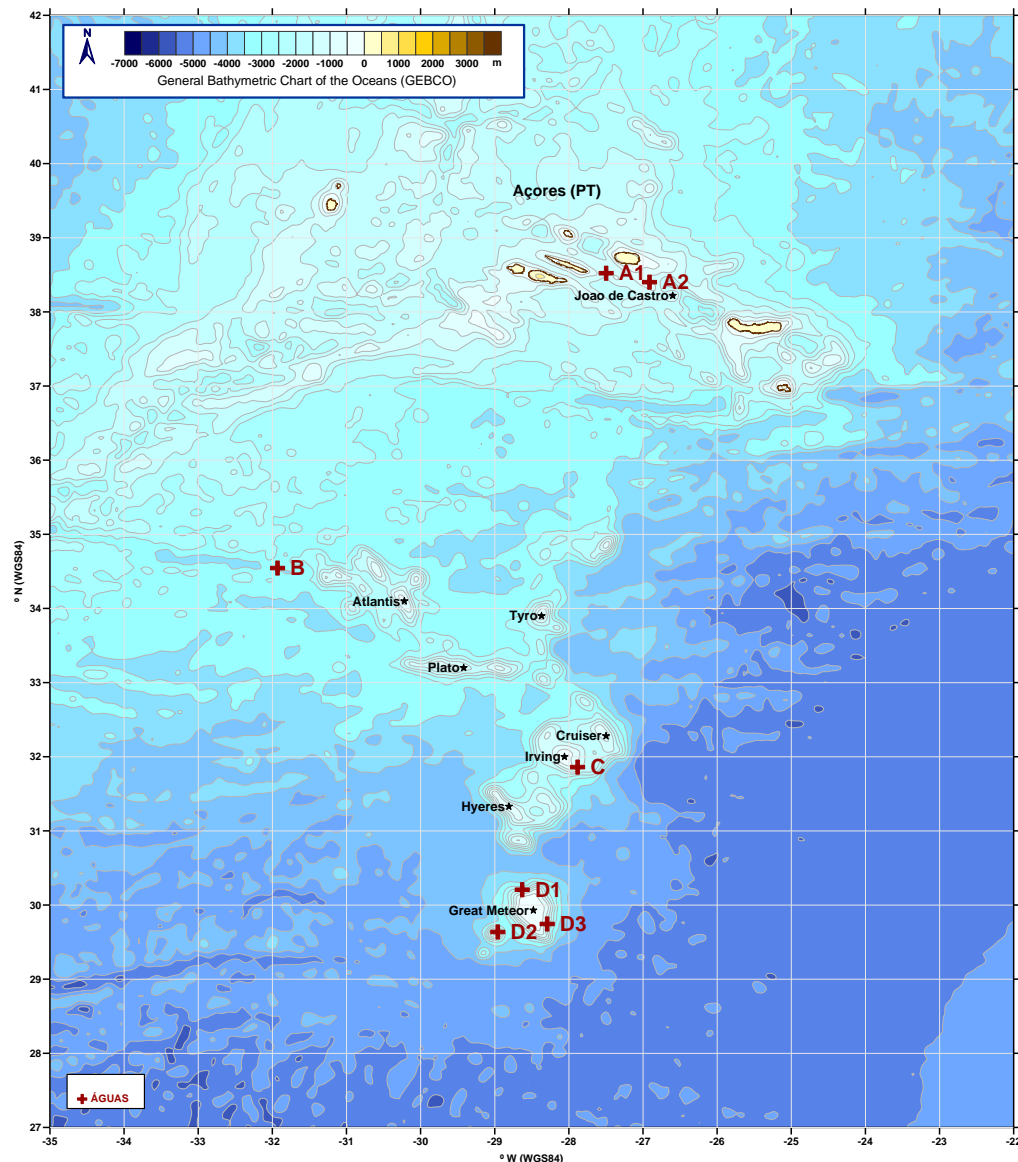 N
-7000 -6000 -5000 -4000 -3000 -2000 -1000 0 1000 2000 3000 m
General Bathymetric Chart of the Oceans (GEBCO)
42
41
40
Açores (PT)
39
A1
A2
Joao de Castro
38
37
36
35
º N (WGS84)
B
Atlantis
34
Tyro
Plato
33
Cruiser
32
Irving
C
Hyeres
31
D1
30
Great Meteor
D3
D2
29
28
ÁGUAS
27
-35 -34 -33 -32 -31 -30 -29 -28 -27 -26 -25 -24 -23 -22
º W (WGS84)